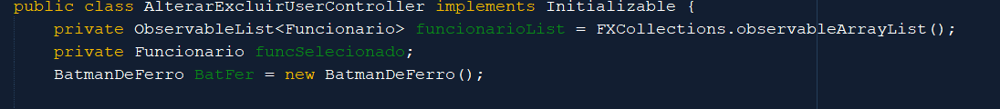 public class AlterarExcluirUserController implements Initializable {
private ObservableList<Funcionario> funcionarioList = FXCollections.observableArrayList();
private Funcionario funcSelecionado;
BatmanDeFerro BatFer = new BatmanDeFerro();